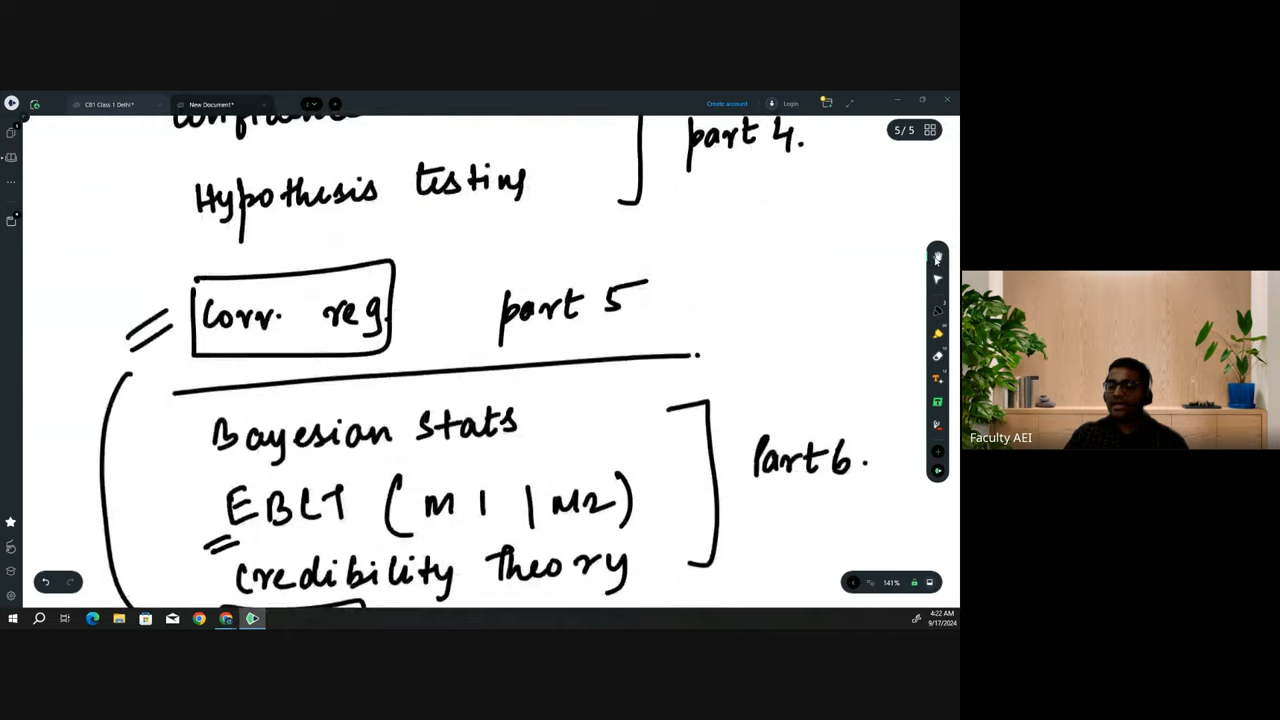 CB1 Class 1 Delhi*
New Document*
2
Create account
Login
5/5
part 4.
Hypothesis testing
Corr. reg.
part 5
Bayesian stats
EBCT (M1 | M2)
Part 6.
Credibility Theory
141%
4:22 AM
9/17/2024
Faculty AEI